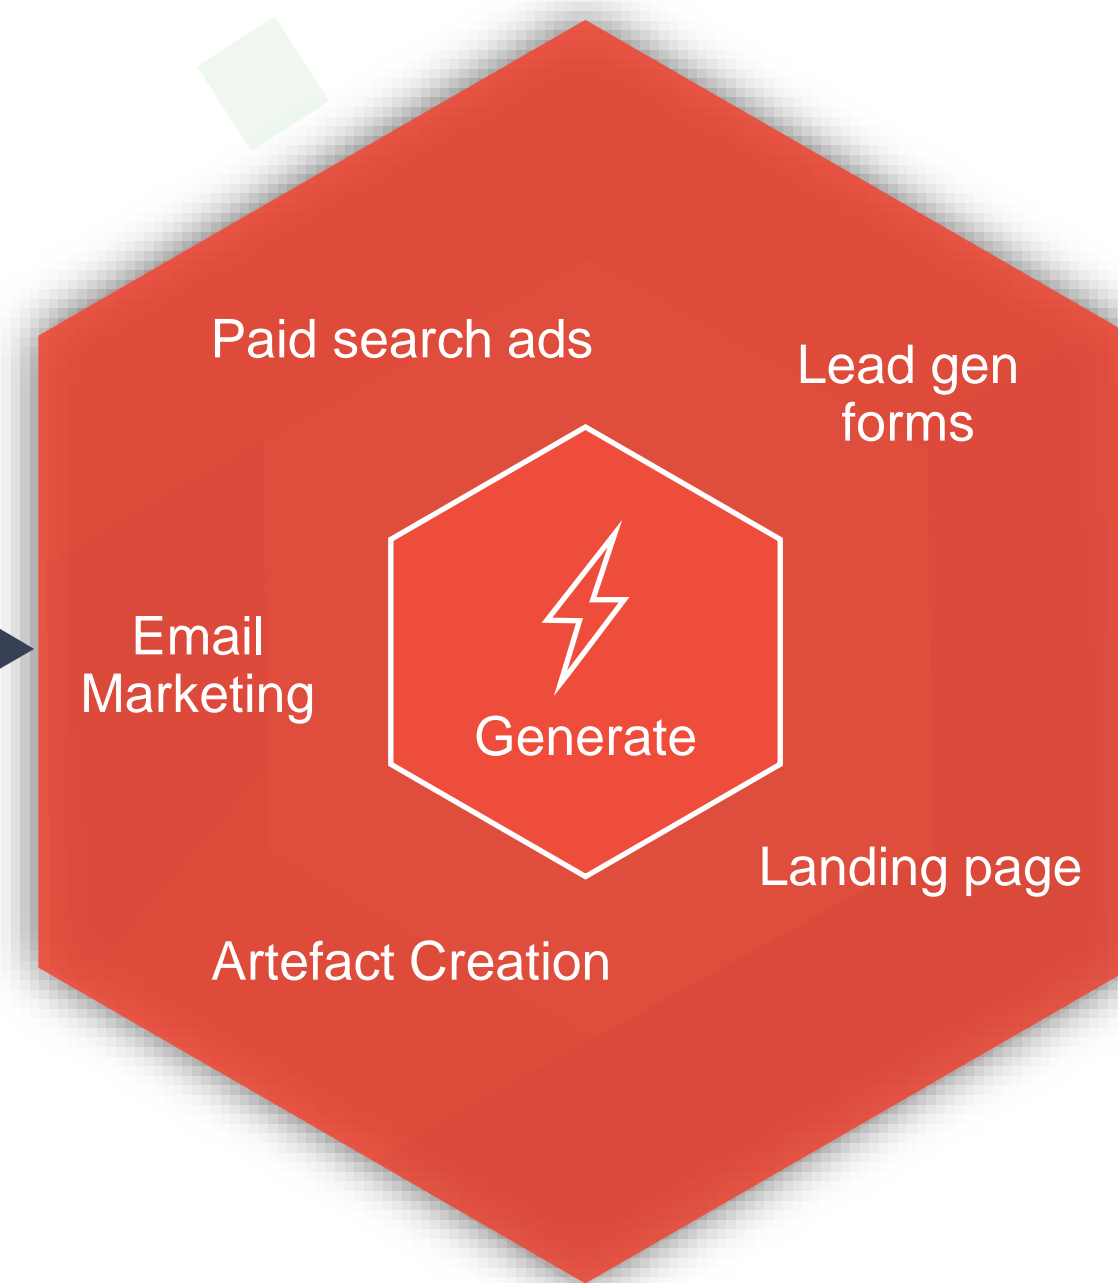 Paid search ads
Lead gen
forms
Email
Marketing
Generate
Landing page
Artefact Creation